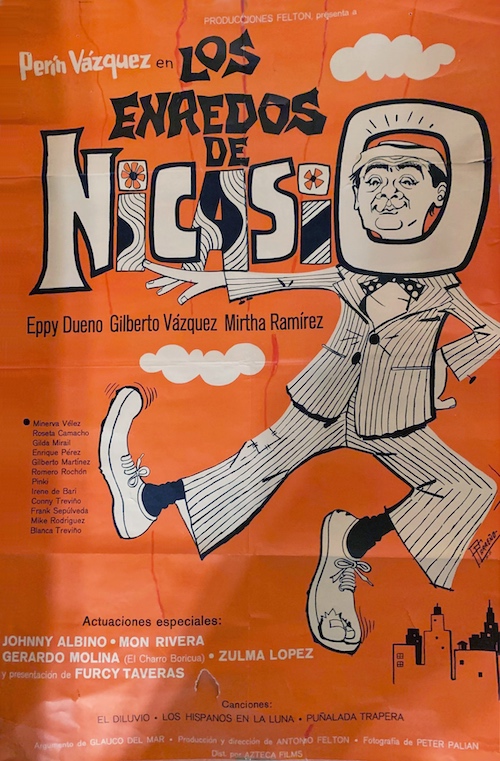 PRODUCCIONES FELTON, presenta a
Perín Vázquez en LOS
ENREDOS
DE
NICASIO
Eppy Dueno Gilberto Vázquez Mirtha Ramírez
Minerva Vélez
Roseta Camacho
Gilda Mirail
Enrique Pérez
Gilberto Martínez
Romero Rochón
Pinki
Irene de Bari
Conny Treviño
Frank Sepúlveda
Mike Rodríguez
Blanca Treviño
Actuaciones especiales:
JOHNNY ALBINO • MON RIVERA
GERARDO MOLINA (El Charro Boricua) • ZULMA LOPEZ
y presentación de FURCY TAVERAS
Canciones:
EL DILUVIO - LOS HISPANOS EN LA LUNA - PUÑALADA TRAPERA
Argumento de GLAUCO DEL MAR • Producción y dirección de ANTONIO FELTON • Fotografía de PETER PALIAN
Dist. por AZTECA FILMS